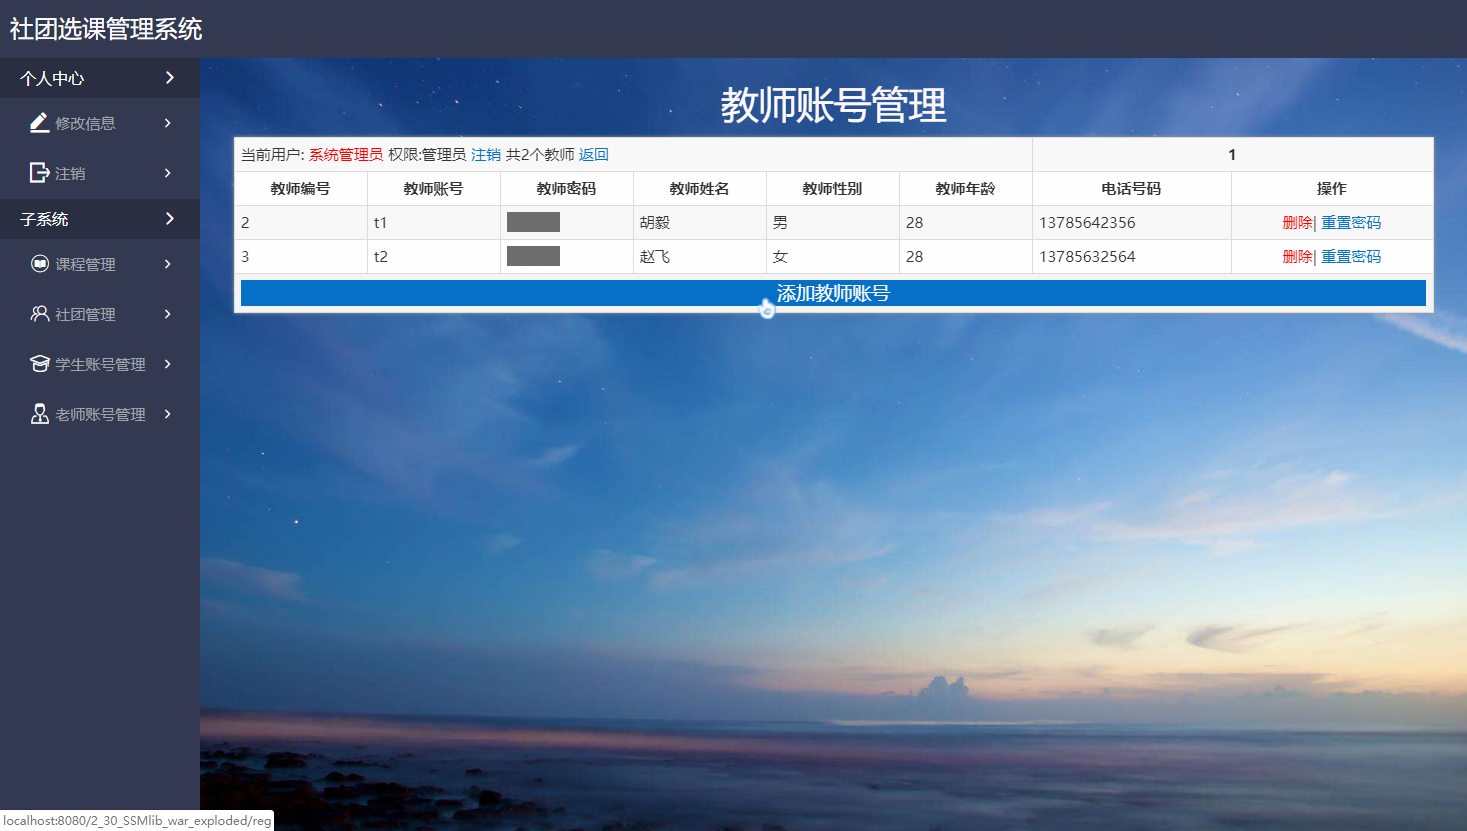 社团选课管理系统
个人中心
修改信息
注销
子系统
课程管理
社团管理
学生账号管理
老师账号管理
教师账号管理
当前用户: 系统管理员 权限:管理员 注销 共2个教师 返回 1
教师编号 教师账号 教师密码 教师姓名 教师性别 教师年龄 电话号码 操作
2 t1 胡毅 男 28 13785642356 删除| 重置密码
3 t2 赵飞 女 28 13785632564 删除| 重置密码
添加教师账号
localhost:8080/2_30_SSMlib_war_exploded/reg